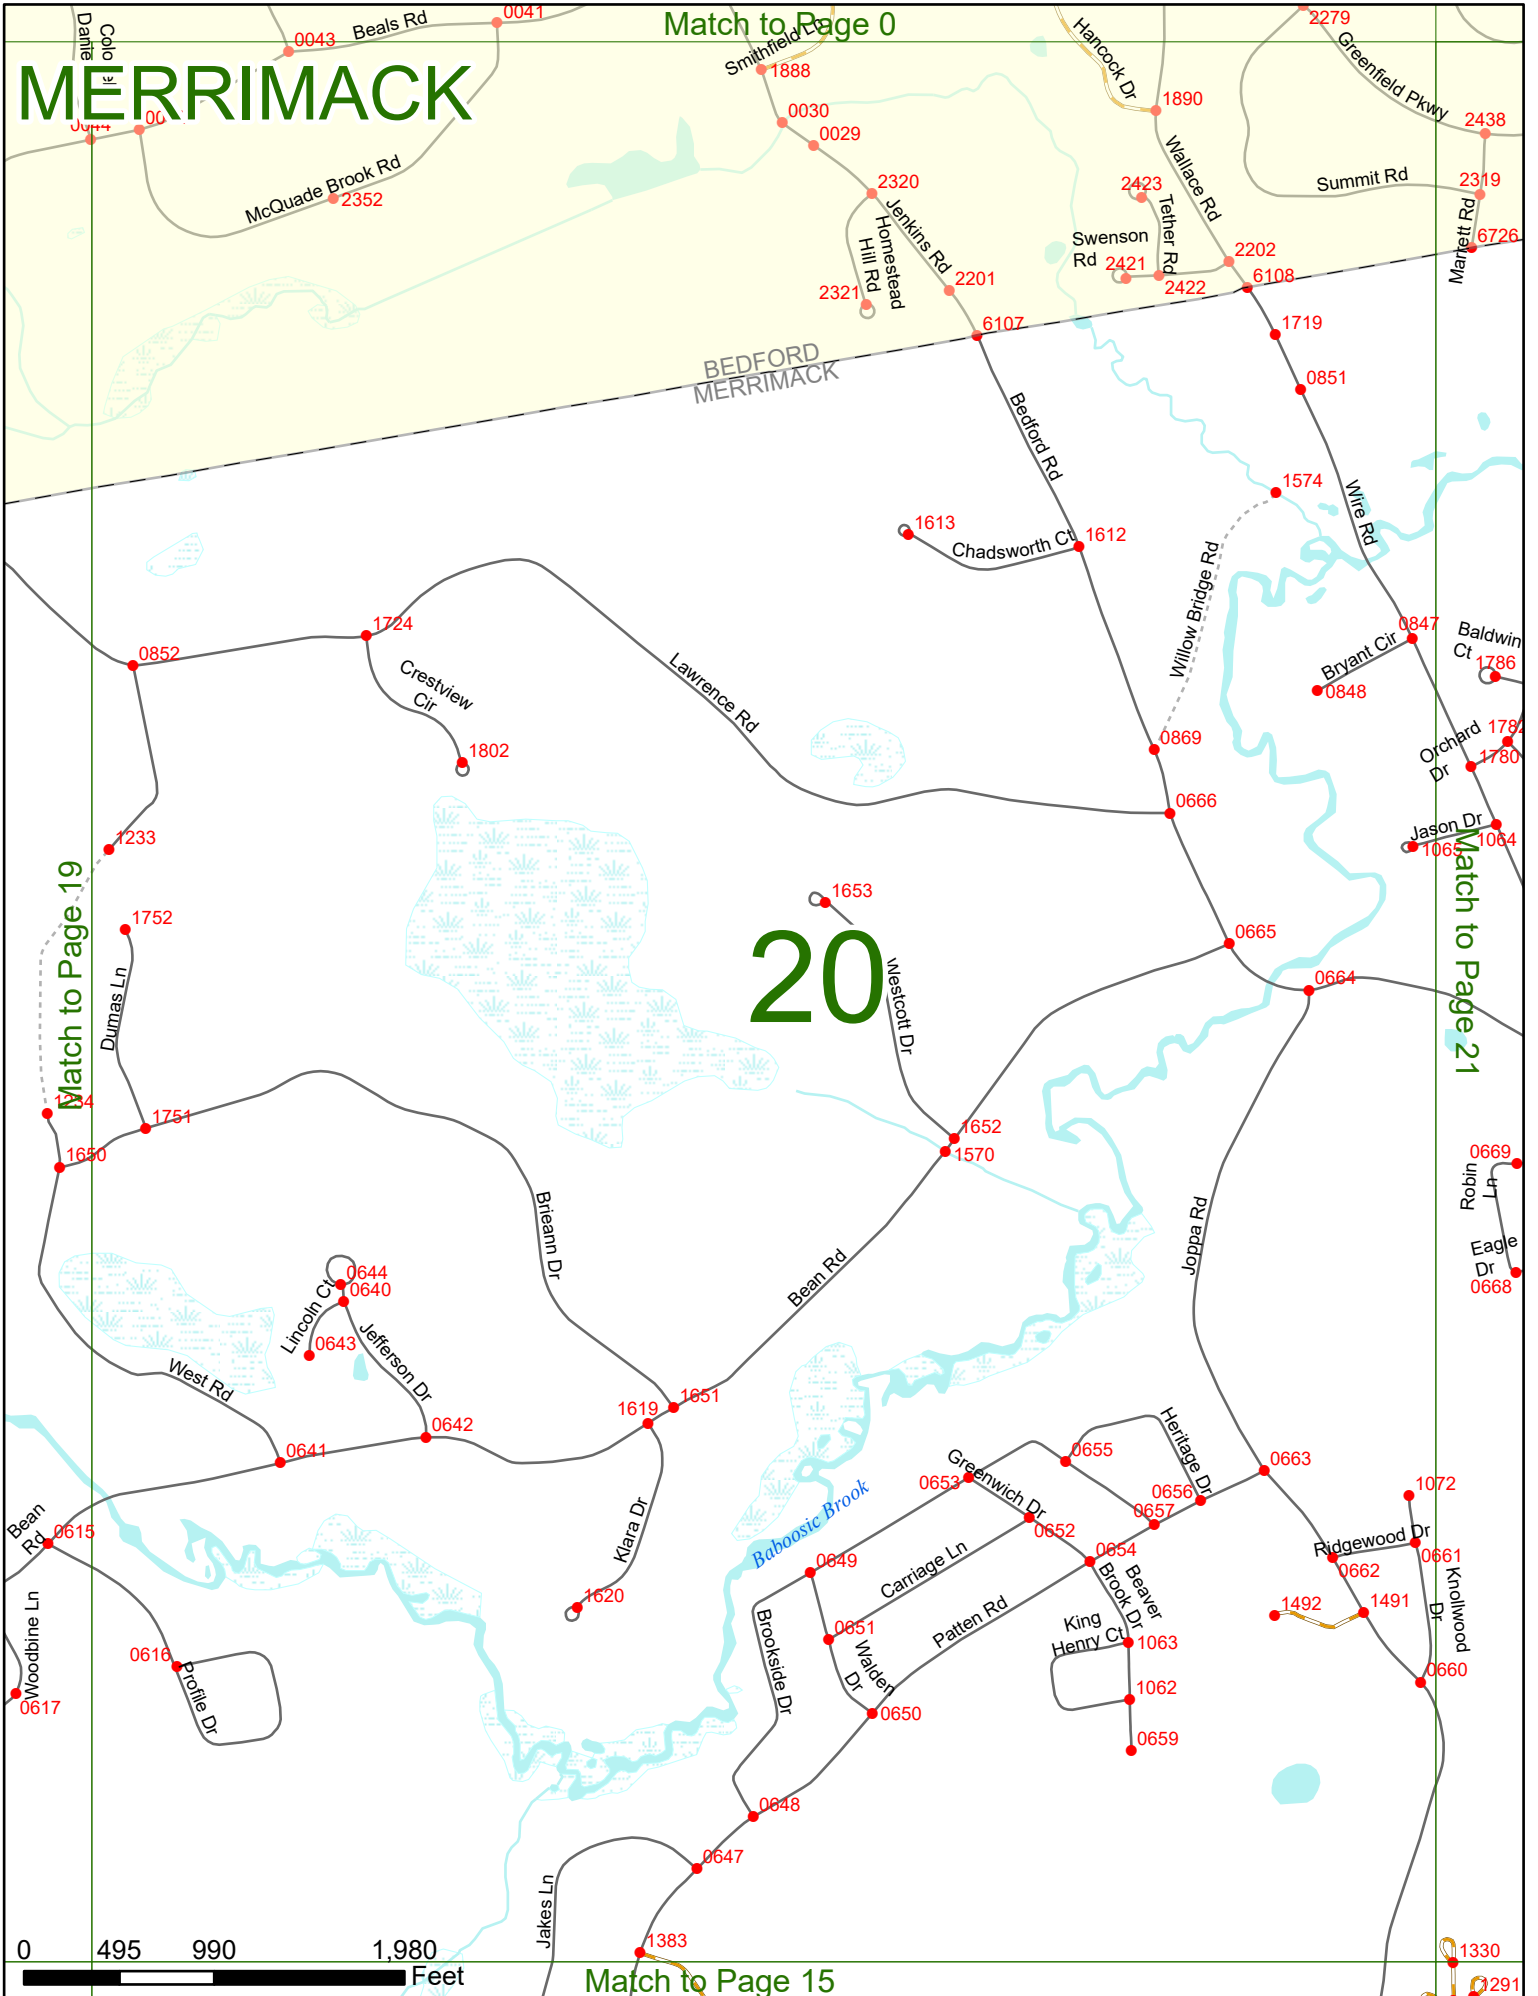 Match to Page 0
MERRIMACK
0041
0043
Beals Rd
Smithfield Ln
1888
Hancock Dr
2279
Greenfield Pkwy
0044
1890
2438
0030
0029
McQuade Brook Rd
2352
2320
Jenkins Rd
Homestead
Hill Rd
2321
2201
Wallace Rd
2423
Tether Rd
Swenson
Rd
2421
2422
2202
6108
Summit Rd
2319
Marrett Rd
6726
6107
1719
0851
BEDFORD
MERRIMACK
Bedford Rd
1574
Wire Rd
1613
Chadsworth Ct
1612
Willow Bridge Rd
0847
Baldwin
Ct
1786
Bryant Cir
0848
1724
0852
Crestview
Cir
Lawrence Rd
1802
0869
Orchard
Dr
1782
1780
0666
Jason Dr
1065
1064
1233
Match to Page 19
1752
Dumas Ln
1653
20
Westcott Dr
0665
0664
Match to Page 21
1234
1751
1650
1652
1570
Brieann Dr
Bean Rd
Joppa Rd
0669
Robin
Ln
Eagle
Dr
0668
0644
0640
Lincoln Ct
0643
Jefferson Dr
West Rd
1651
1619
0642
0641
Klara Dr
1620
Bean
Rd
0615
Woodbine Ln
0616
0617
Profile Dr
Baboosic Brook
0653
Greenwich Dr
0655
Heritage Dr
0656
0657
0663
0652
0654
1072
Ridgewood Dr
0661
0662
0649
Carriage Ln
Patten Rd
Beaver
Brook Dr
King
Henry Ct
1063
1062
0659
1492
1491
Knollwood
Dr
0660
0651
Walden
Dr
Brookside Dr
0650
0648
0647
Jakes Ln
1383
1330
1291
0 495 990 1,980
Feet
Match to Page 15